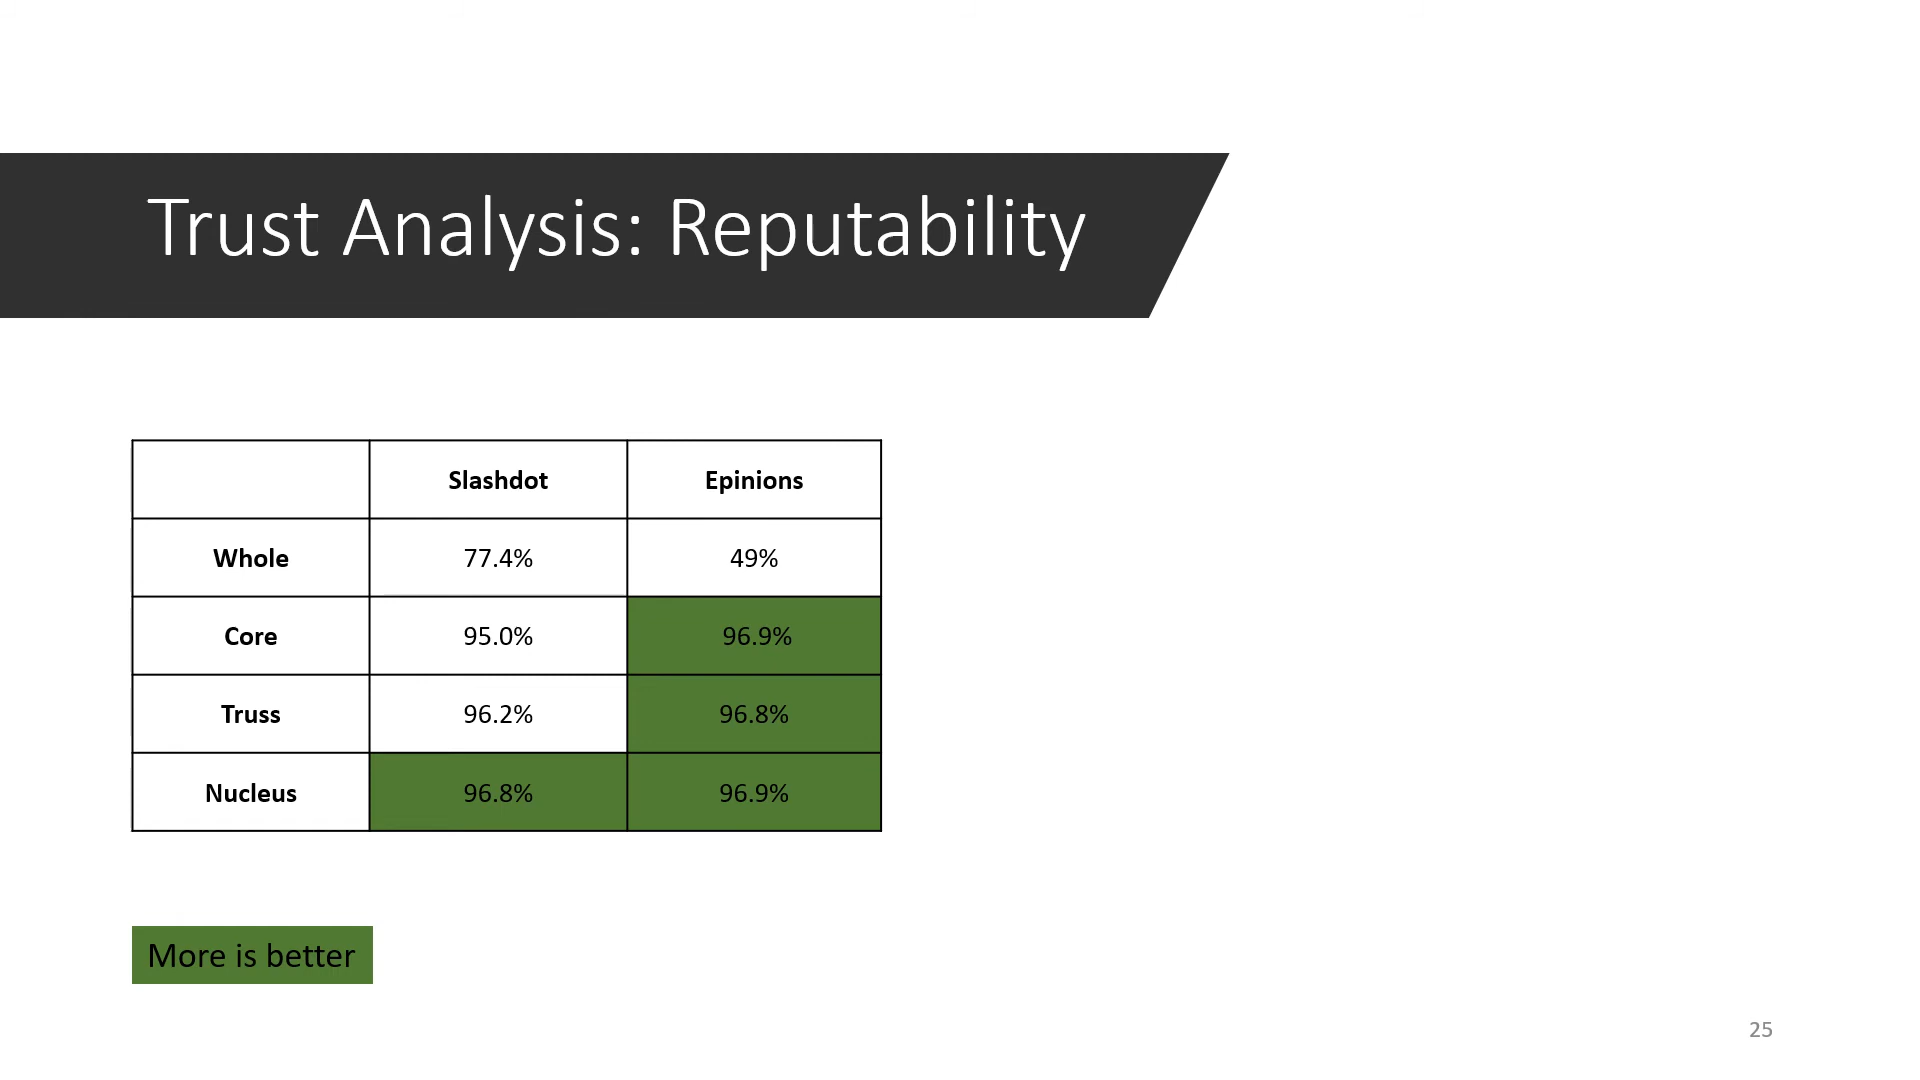 Trust Analysis: Reputability
Slashdot Epinions
Whole 77.4% 49%
Core 95.0% 96.9%
Truss 96.2% 96.8%
Nucleus 96.8% 96.9%
More is better
25